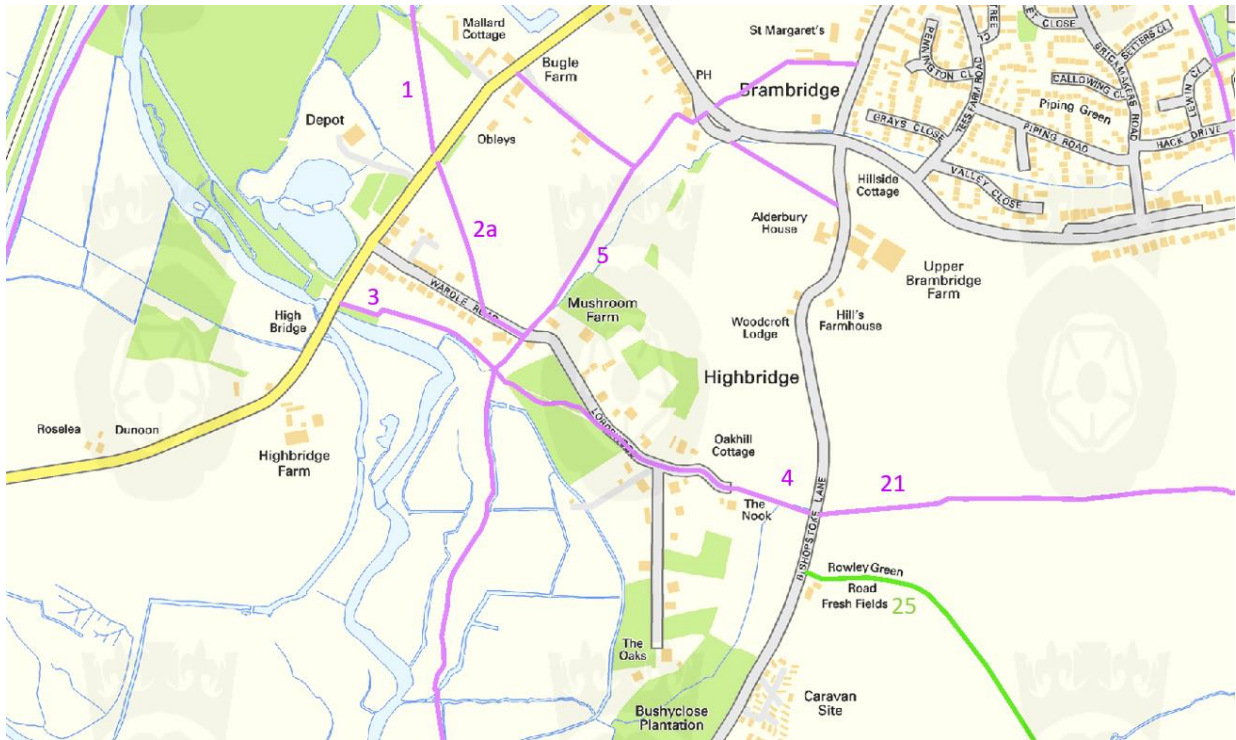 Mallard
Cottage
Bugle
Farm
1
Depot
Obleys
St Margaret's
PH
Brambridge
PENNINGTON CL
TEES FARM ROAD
CALLOWING CL
BRICKMAKERS ROAD
SETTERS CL
LEWIN CL
Piping Green
GRAYS CLOSE
PIPING ROAD
HACK DRIVE
VALLEY CLOSE
Hillside
Cottage
2a
5
3
High
Bridge
WARDLE ROAD
Mushroom
Farm
Alderbury
House
Upper
Brambridge
Farm
Woodcroft
Lodge
Hill's
Farmhouse
Highbridge
Roselea
Dunoon
Highbridge
Farm
Oakhill
Cottage
4
21
The
Nook
BISHOPSTOKE LANE
Rowley Green
Road
Fresh Fields
25
The
Oaks
Bushyclose
Plantation
Caravan
Site